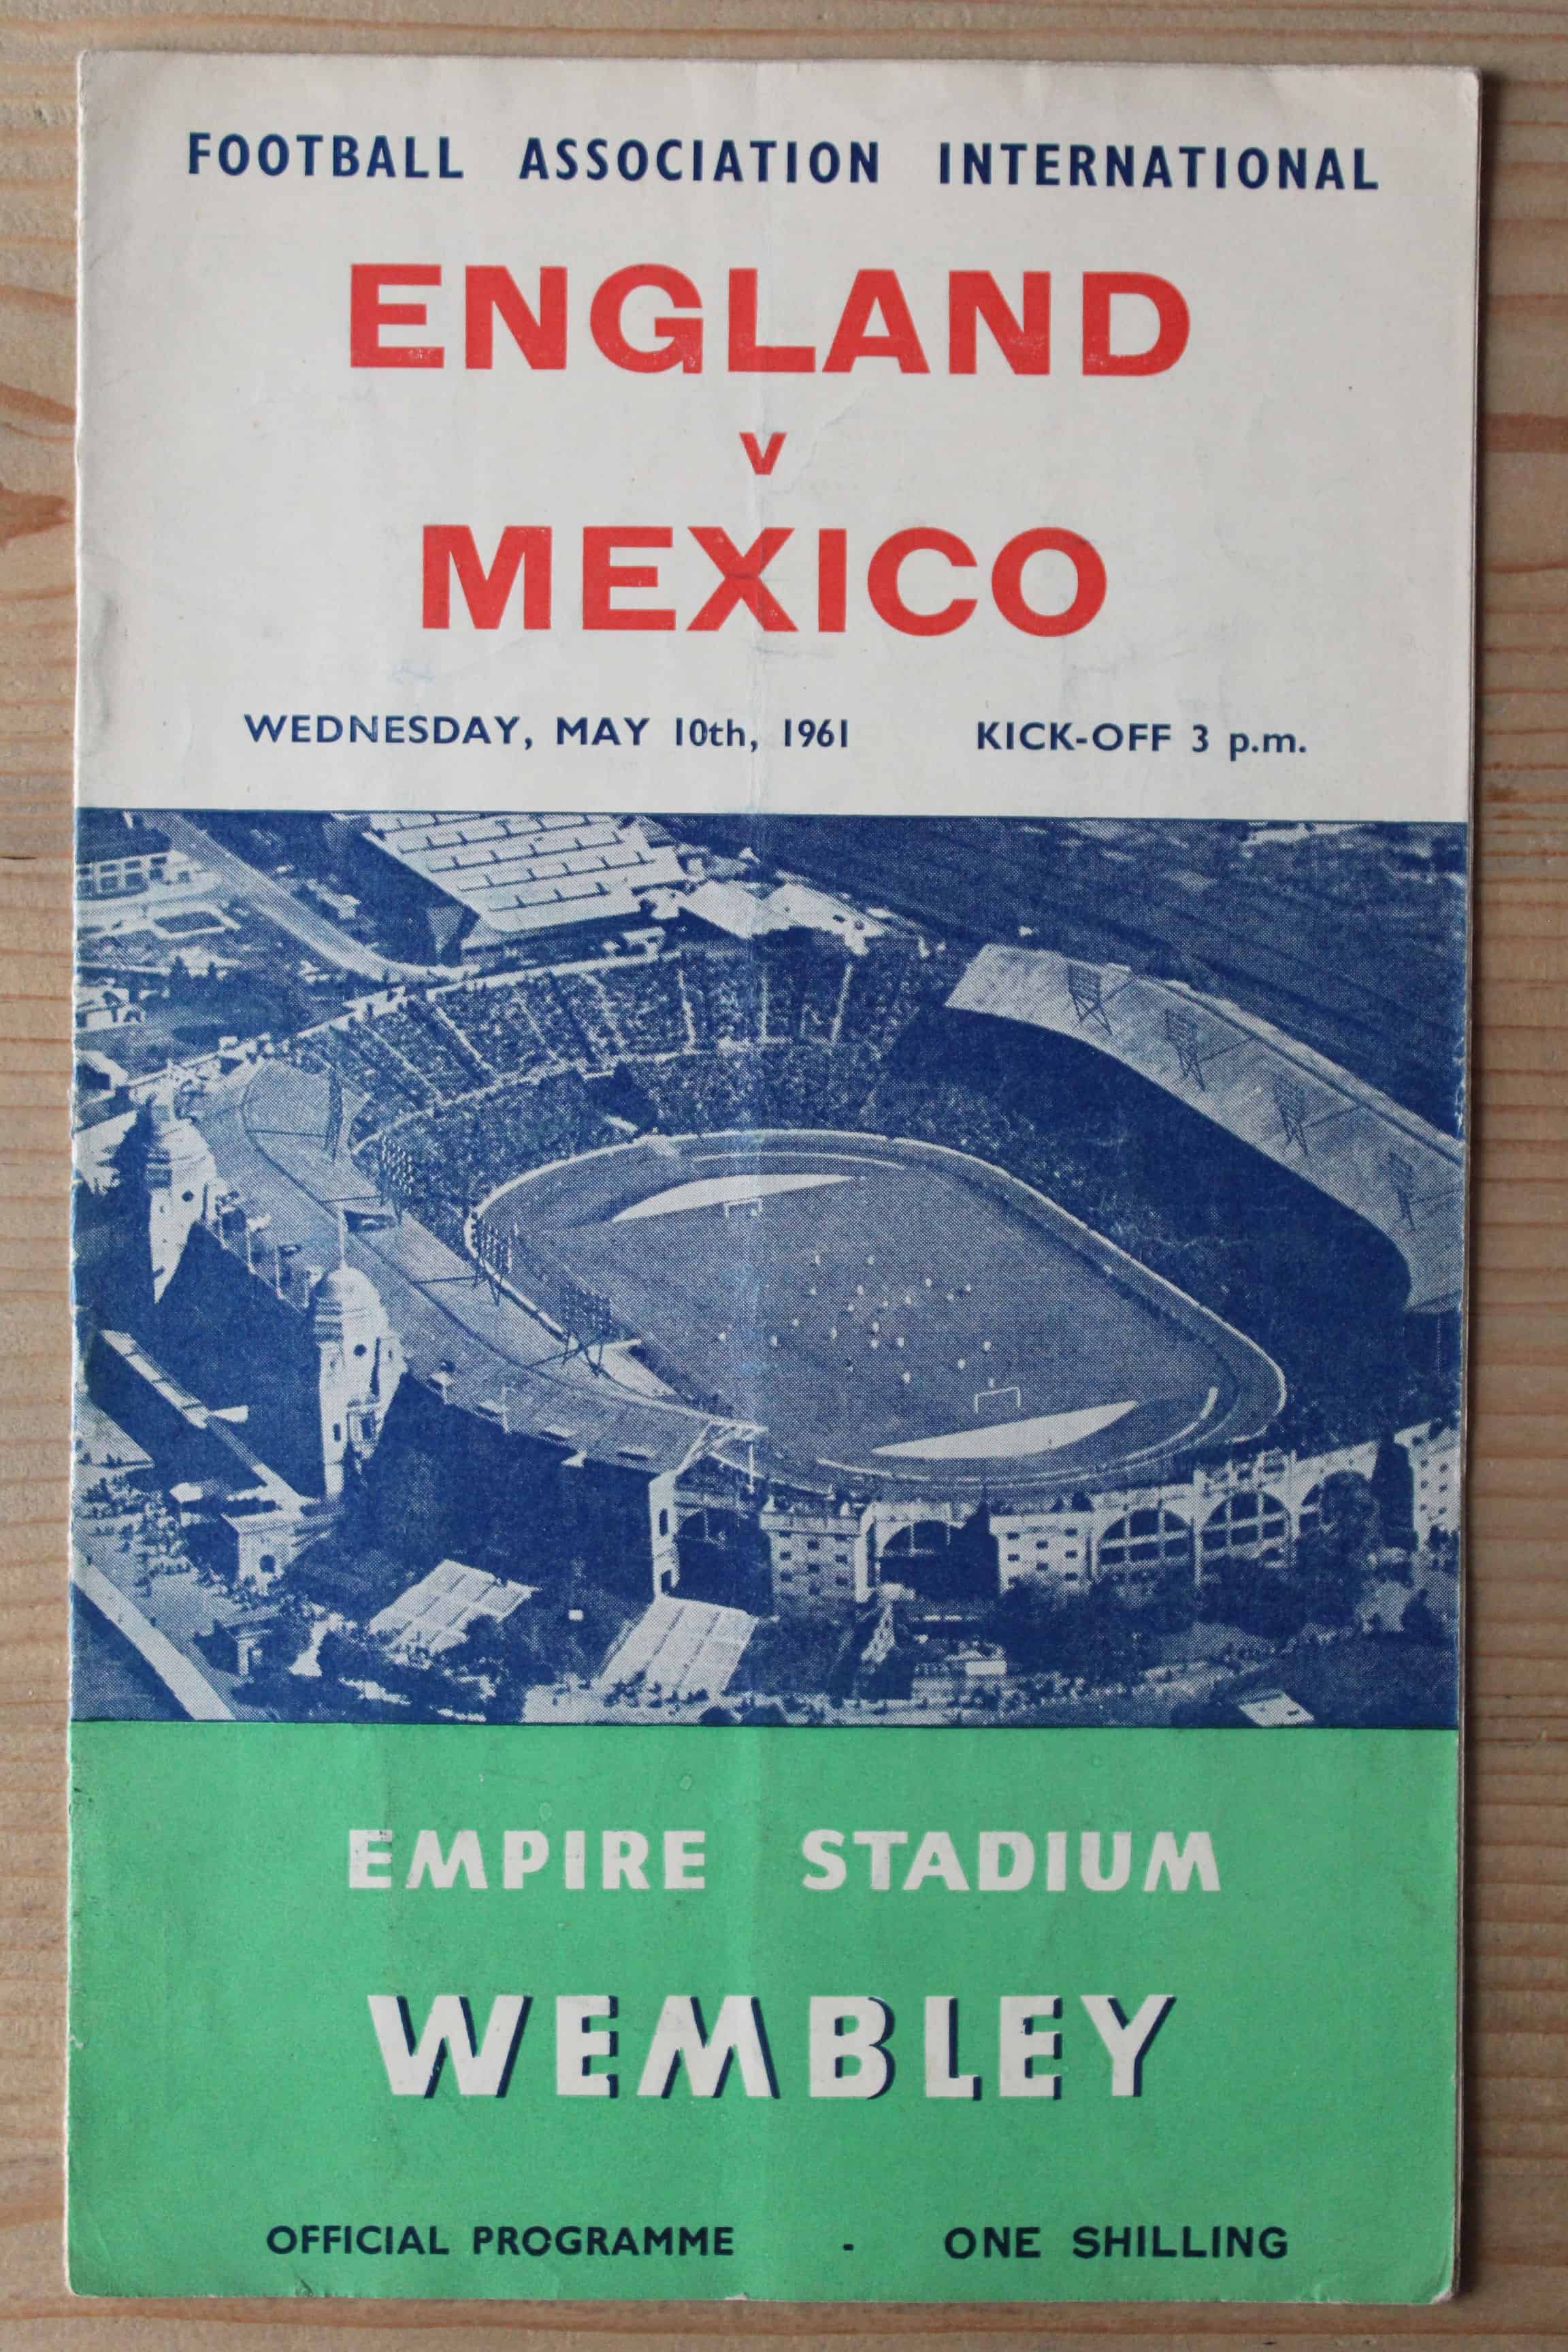 FOOTBALL ASSOCIATION INTERNATIONAL
ENGLAND
v
MEXICO
WEDNESDAY, MAY 10th, 1961 KICK-OFF 3 p.m.
EMPIRE STADIUM
WEMBLEY
OFFICIAL PROGRAMME - ONE SHILLING